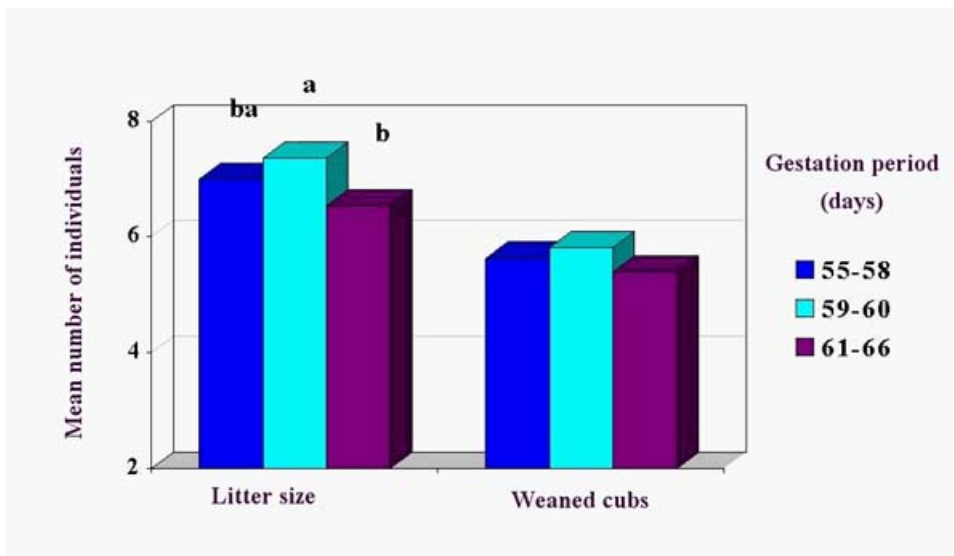 a
ba
b
8
6
4
2
Mean number of individuals
Litter size
Weaned cubs
Gestation period
(days)
55-58
59-60
61-66